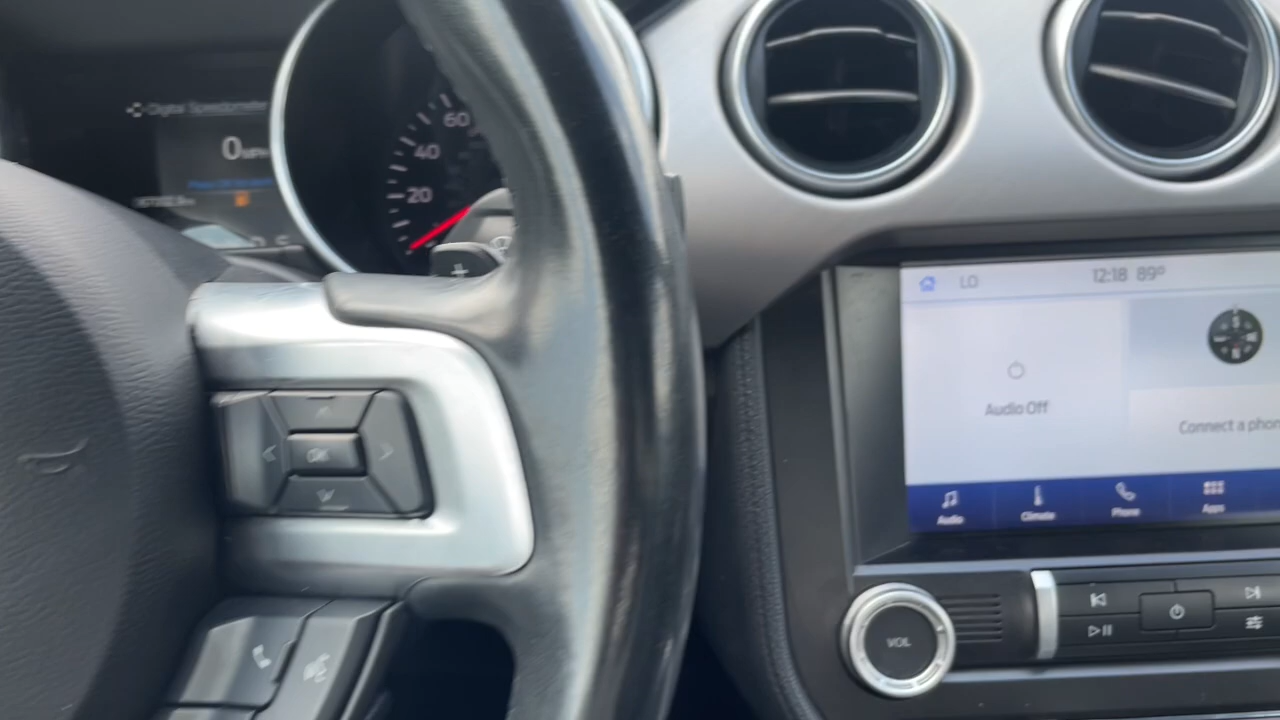 Digital Speedometer
0 MPH
60
40
20
+
LO
12:18 89°
Audio Off
Connect a phon
Audio
Climate
Phone
Apps
OK
VOL